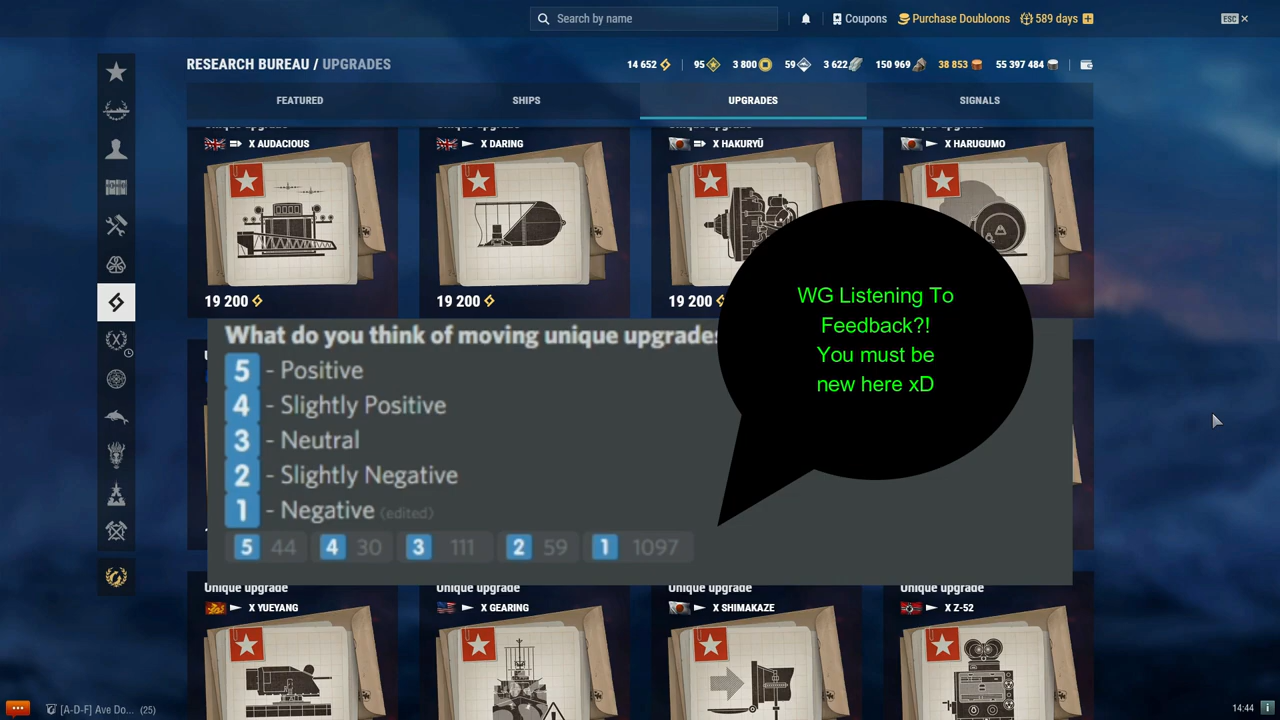 Search by name
Coupons
Purchase Doubloons
589 days
ESC
RESEARCH BUREAU / UPGRADES
14 652
95
3 800
59
3 622
150 969
38 853
55 397 484
FEATURED
SHIPS
UPGRADES
SIGNALS
X AUDACIOUS
X DARING
X HAKURYŪ
X HARUGUMO
19 200
19 200
19 200
WG Listening To
Feedback?!
You must be
new here xD
What do you think of moving unique upgrades
5 - Positive
4 - Slightly Positive
3 - Neutral
2 - Slightly Negative
1 - Negative (edited)
5 44 4 30 3 111 2 59 1 1097
Unique upgrade
Unique upgrade
Unique upgrade
Unique upgrade
X YUEYANG
X GEARING
X SHIMAKAZE
X Z-52
[A-D-F] Ave Do... (25)
14:44